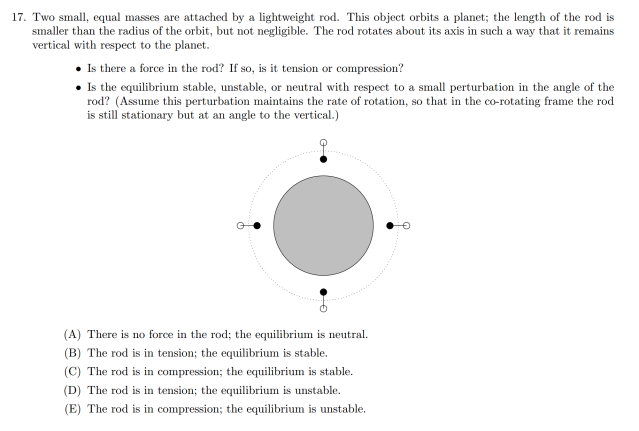 17. Two small, equal masses are attached by a lightweight rod. This object orbits a planet; the length of the rod is
smaller than the radius of the orbit, but not negligible. The rod rotates about its axis in such a way that it remains
vertical with respect to the planet.
• Is there a force in the rod? If so, is it tension or compression?
• Is the equilibrium stable, unstable, or neutral with respect to a small perturbation in the angle of the
rod? (Assume this perturbation maintains the rate of rotation, so that in the co-rotating frame the rod
is still stationary but at an angle to the vertical.)
(A) There is no force in the rod; the equilibrium is neutral.
(B) The rod is in tension; the equilibrium is stable.
(C) The rod is in compression; the equilibrium is stable.
(D) The rod is in tension; the equilibrium is unstable.
(E) The rod is in compression; the equilibrium is unstable.